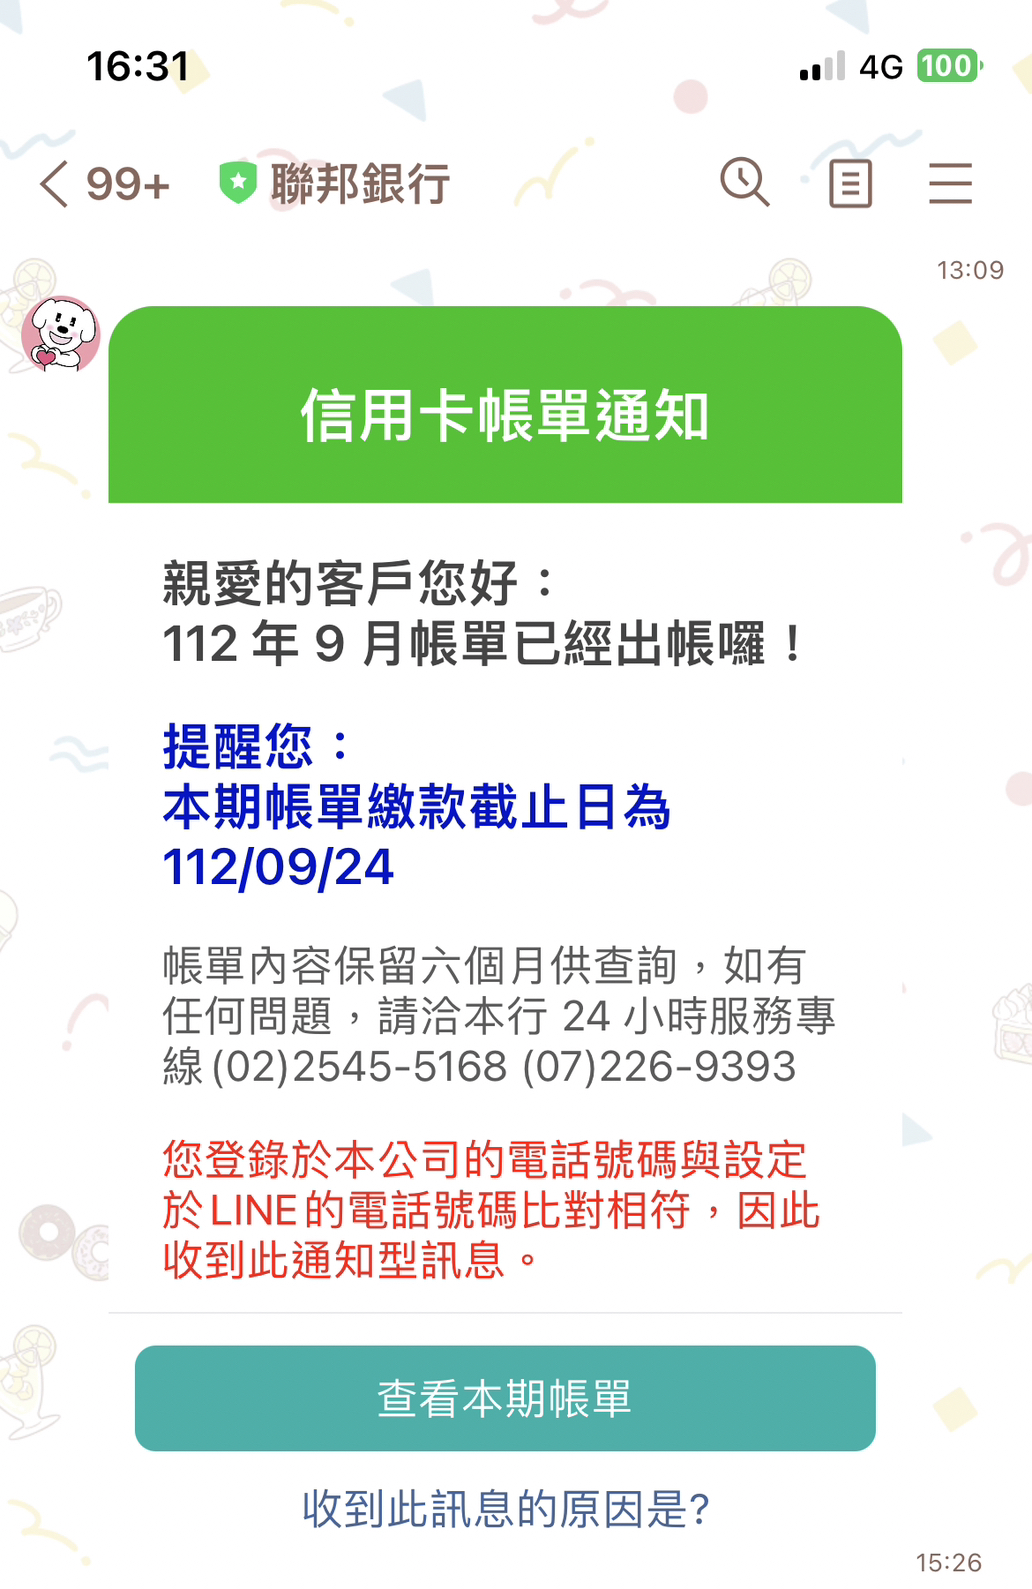 16:31
4G 100
99+ 聯邦銀行
13:09
信用卡帳單通知
親愛的客戶您好：
112 年 9 月帳單已經出帳囉！
提醒您：
本期帳單繳款截止日為
112/09/24
帳單內容保留六個月供查詢，如有
任何問題，請洽本行 24 小時服務專
線(02)2545-5168 (07)226-9393
您登錄於本公司的電話號碼與設定
於LINE的電話號碼比對相符，因此
收到此通知型訊息。
查看本期帳單
收到此訊息的原因是?
15:26